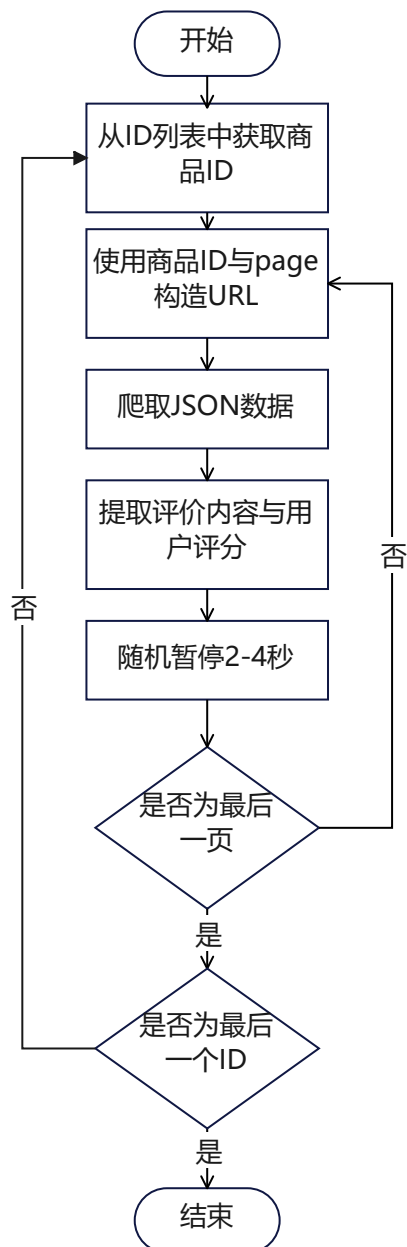 开始
从ID列表中获取商
品ID
使用商品ID与page
构造URL
爬取JSON数据
提取评价内容与用
户评分
否
否
随机暂停2-4秒
是否为最后
一页
是
是否为最后
一个ID
是
结束